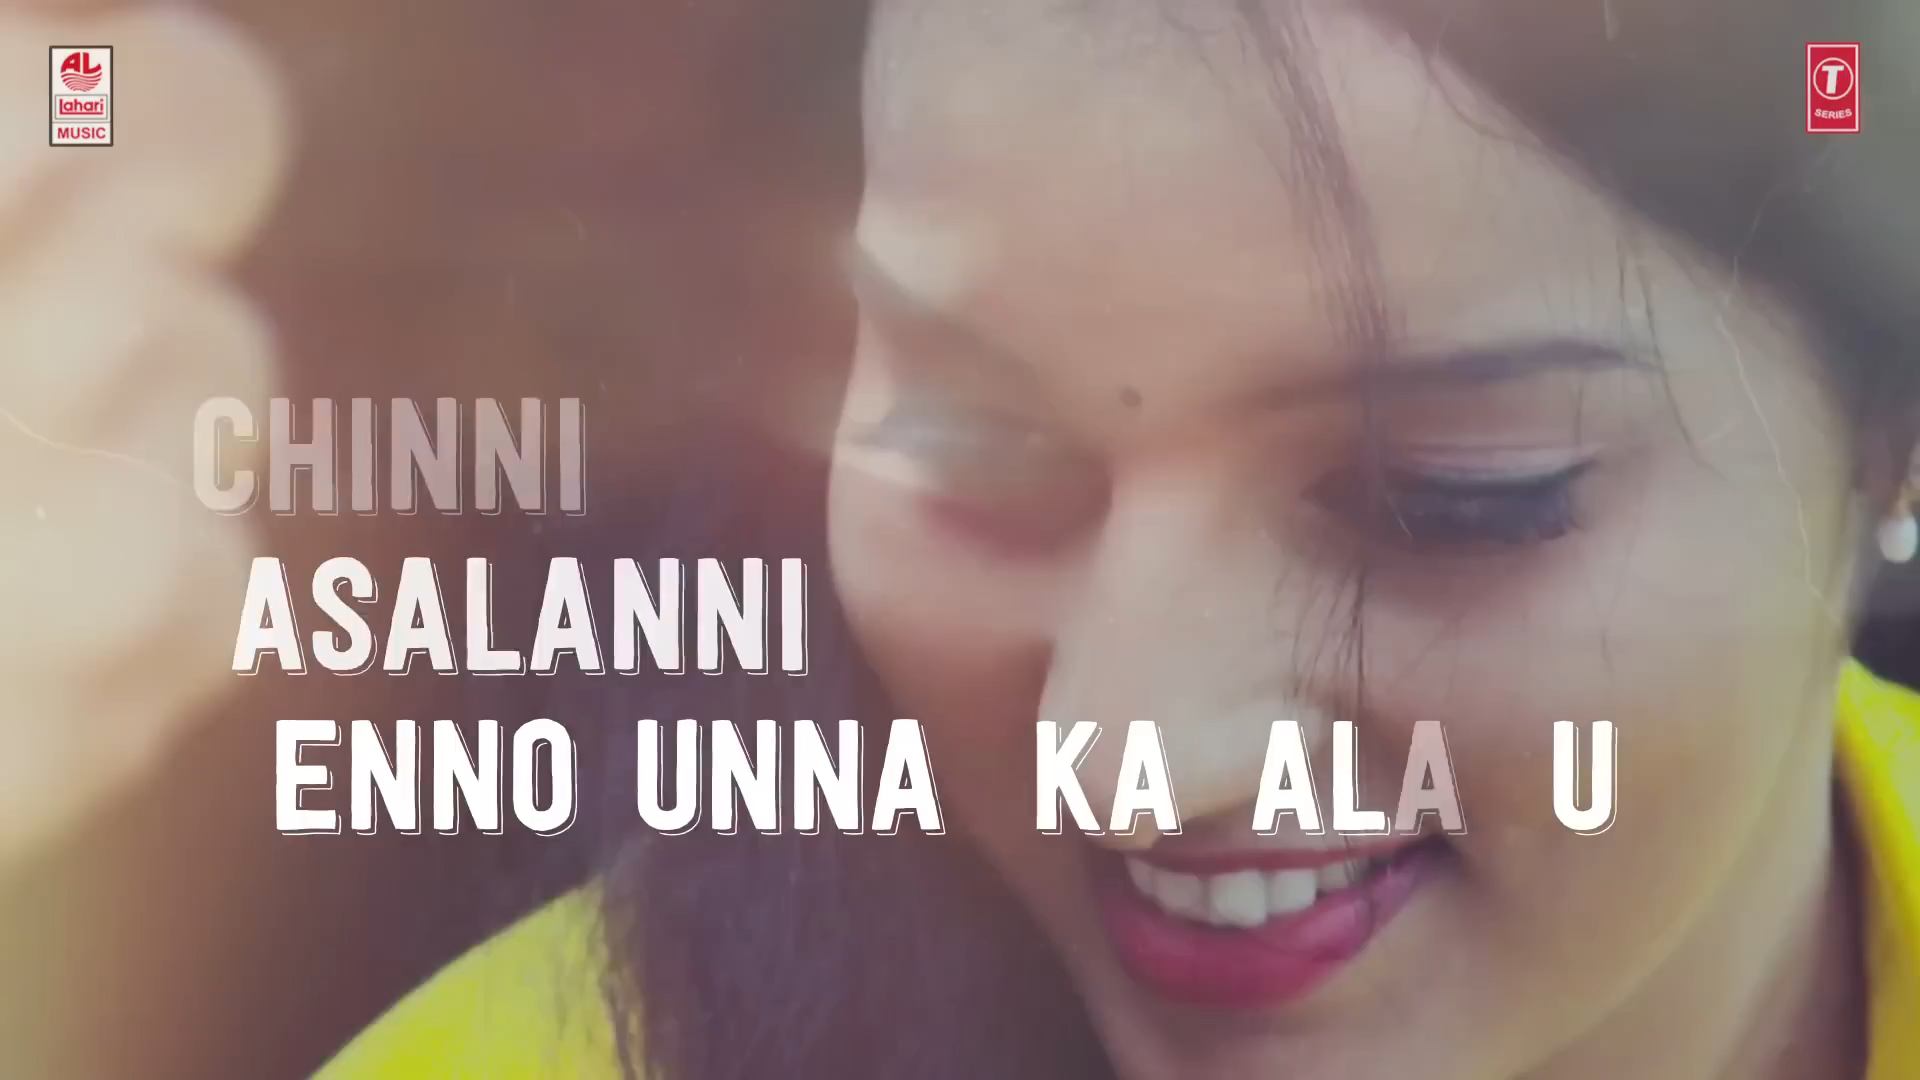 AL
lahari
MUSIC
T
SERIES
CHINNI
ASALANNI
ENNO UNNA KA ALA U